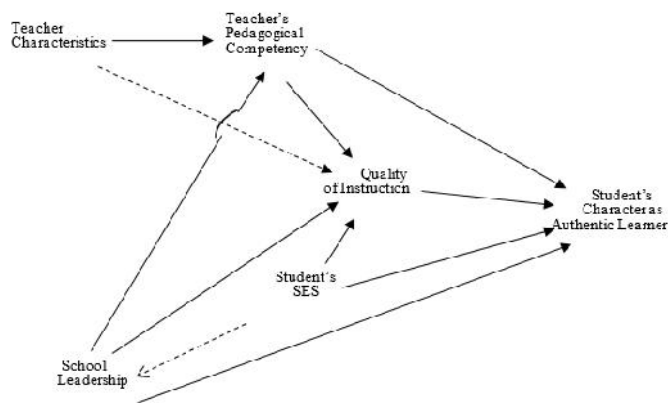 Teacher
Characteristics
Teacher's
Pedagogical
Competency
Quality
of Instruction
Student's
Character as
Authentic Learner
Student's
SES
School
Leadership